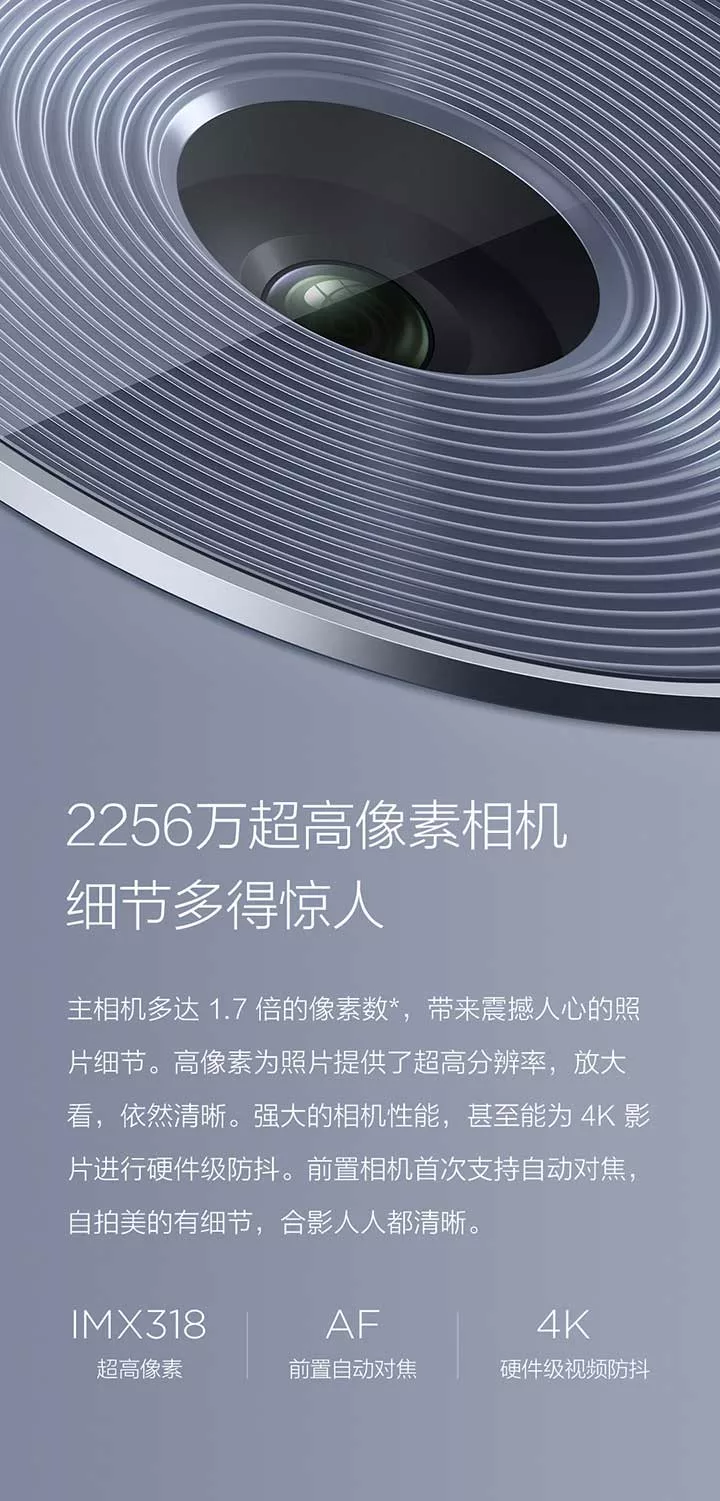 2256万超高像素相机
细节多得惊人
主相机多达 1.7 倍的像素数*，带来震撼人心的照
片细节。高像素为照片提供了超高分辨率，放大
看，依然清晰。强大的相机性能，甚至能为 4K 影
片进行硬件级防抖。前置相机首次支持自动对焦，
自拍美的有细节，合影人人都清晰。
IMX318
AF
4K
超高像素
前置自动对焦
硬件级视频防抖